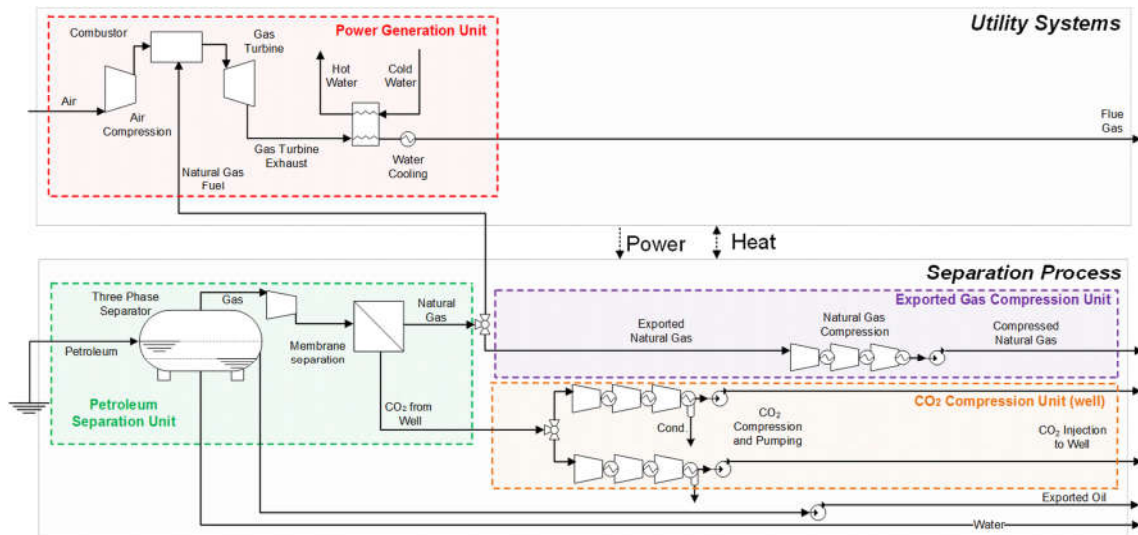 Utility Systems
Power Generation Unit
Combustor
Gas
Turbine
Hot
Water
Cold
Water
Air
Air
Compression
Flue
Gas
Gas Turbine
Exhaust
Water
Cooling
Natural Gas
Fuel
Power
Heat
Separation Process
Exported Gas Compression Unit
Three Phase
Separator
Gas
Natural
Gas
Natural Gas
Compression
Exported
Natural Gas
Compressed
Natural Gas
Membrane
separation
Petroleum
Petroleum
Separation Unit
CO₂ from
Well
CO₂ Compression Unit (well)
Cond.
CO₂
Compression
and Pumping
CO₂ Injection
to Well
Exported Oil
Water